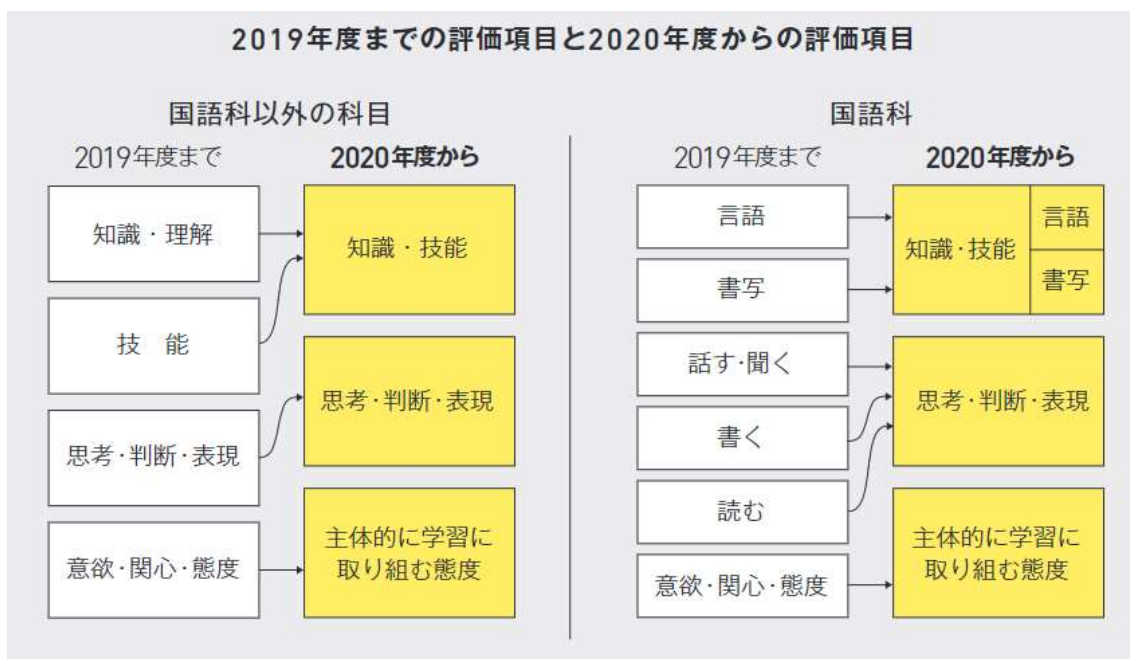 2019年度までの評価項目と2020年度からの評価項目
国語科以外の科目
2019年度まで
2020年度から
知識・理解
技　能
思考・判断・表現
意欲・関心・態度
知識・技能
思考・判断・表現
主体的に学習に
取り組む態度
国語科
2019年度まで
2020年度から
言語
書写
話す・聞く
書く
読む
意欲・関心・態度
知識・技能
言語
書写
思考・判断・表現
主体的に学習に
取り組む態度